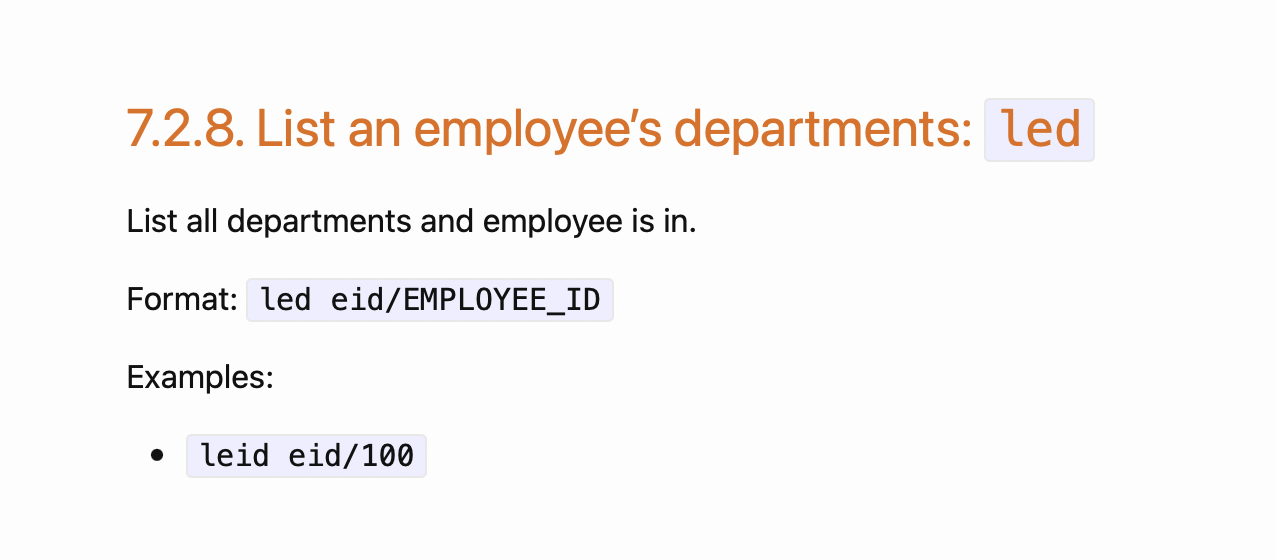 7.2.8. List an employee’s departments: led
List all departments and employee is in.
Format: led eid/EMPLOYEE_ID
Examples:
• leid eid/100